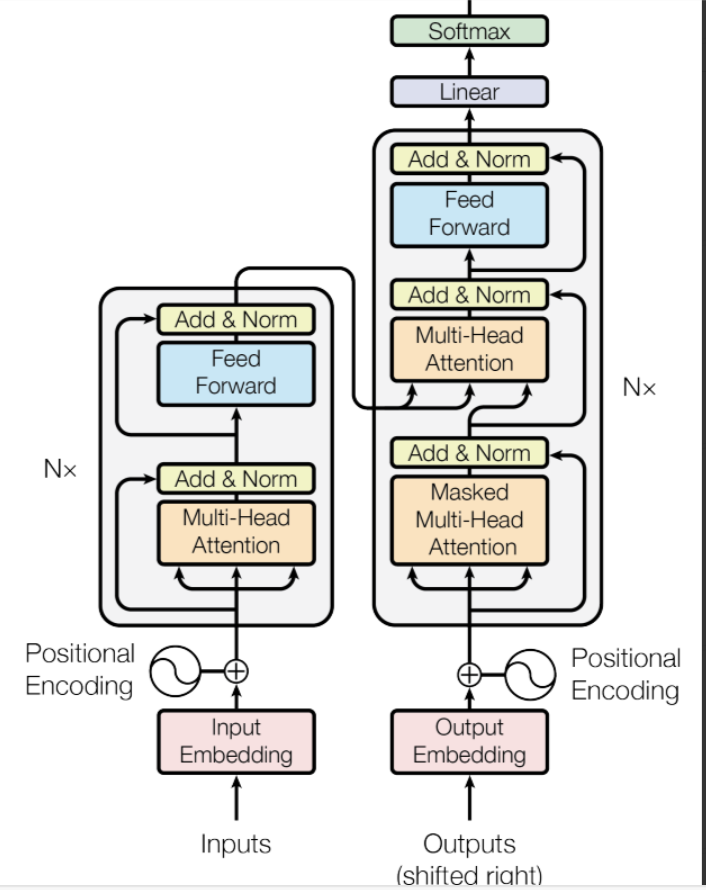 Softmax
Linear
Add & Norm
Feed
Forward
Add & Norm
Multi-Head
Attention
N×
Add & Norm
Masked
Multi-Head
Attention
Add & Norm
Feed
Forward
N×
Add & Norm
Multi-Head
Attention
Positional
Encoding
Positional
Encoding
Input
Embedding
Output
Embedding
Inputs
Outputs
(shifted right)